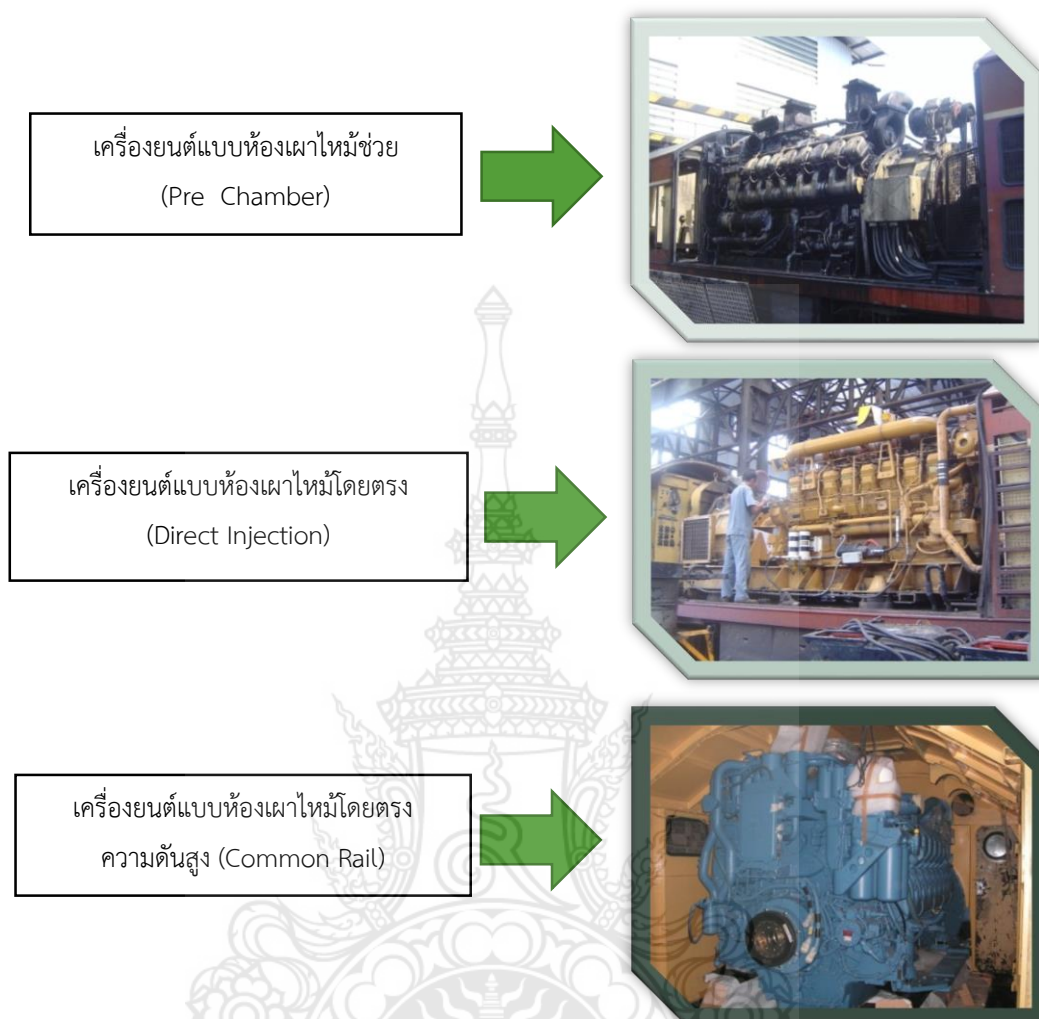 เครื่องยนต์แบบห้องเผาไหม้ช่วย
(Pre Chamber)
เครื่องยนต์แบบห้องเผาไหม้โดยตรง
(Direct Injection)
เครื่องยนต์แบบห้องเผาไหม้โดยตรง
ความดันสูง (Common Rail)